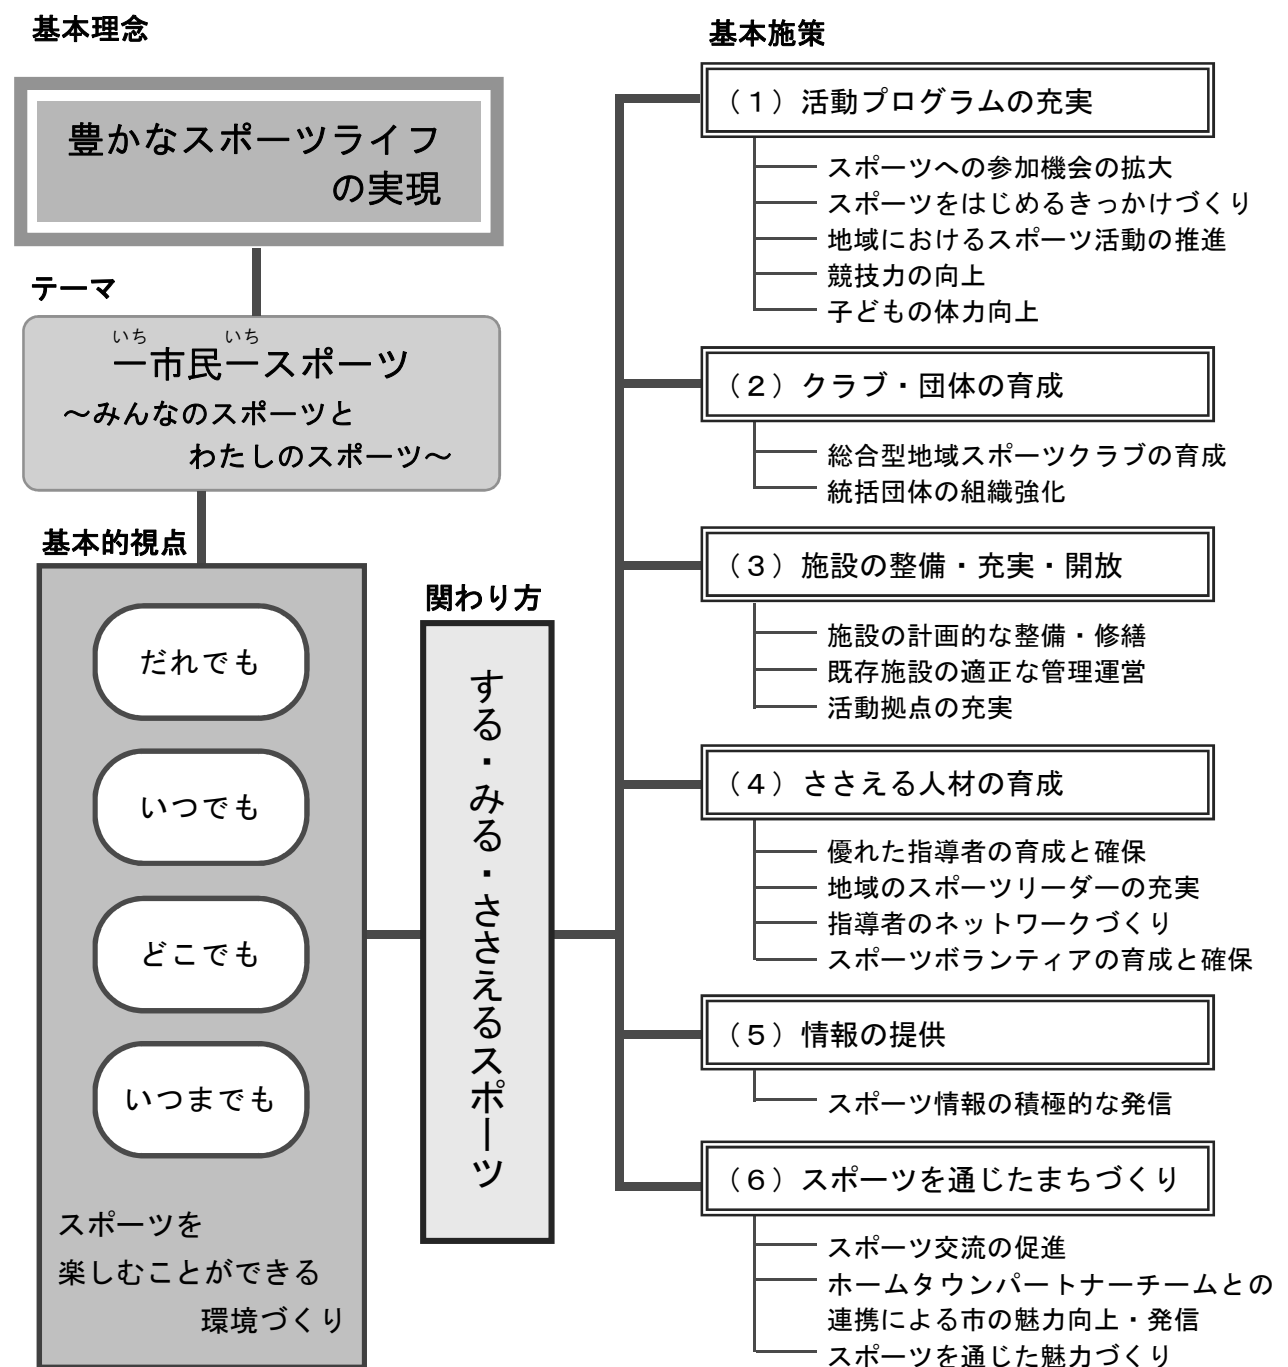 基本理念
豊かなスポーツライフ
の実現
テーマ
いち いち
一市民一スポーツ
～みんなのスポーツと
わたしのスポーツ～
基本的視点
だれでも
いつでも
どこでも
いつまでも
スポーツを
楽しむことができる
環境づくり
関わり方
する・みる・ささえるスポーツ
基本施策
（１）活動プログラムの充実
スポーツへの参加機会の拡大
スポーツをはじめるきっかけづくり
地域におけるスポーツ活動の推進
競技力の向上
子どもの体力向上
（２）クラブ・団体の育成
総合型地域スポーツクラブの育成
統括団体の組織強化
（３）施設の整備・充実・開放
施設の計画的な整備・修繕
既存施設の適正な管理運営
活動拠点の充実
（４）ささえる人材の育成
優れた指導者の育成と確保
地域のスポーツリーダーの充実
指導者のネットワークづくり
スポーツボランティアの育成と確保
（５）情報の提供
スポーツ情報の積極的な発信
（６）スポーツを通じたまちづくり
スポーツ交流の促進
ホームタウンパートナーチームとの
連携による市の魅力向上・発信
スポーツを通じた魅力づくり